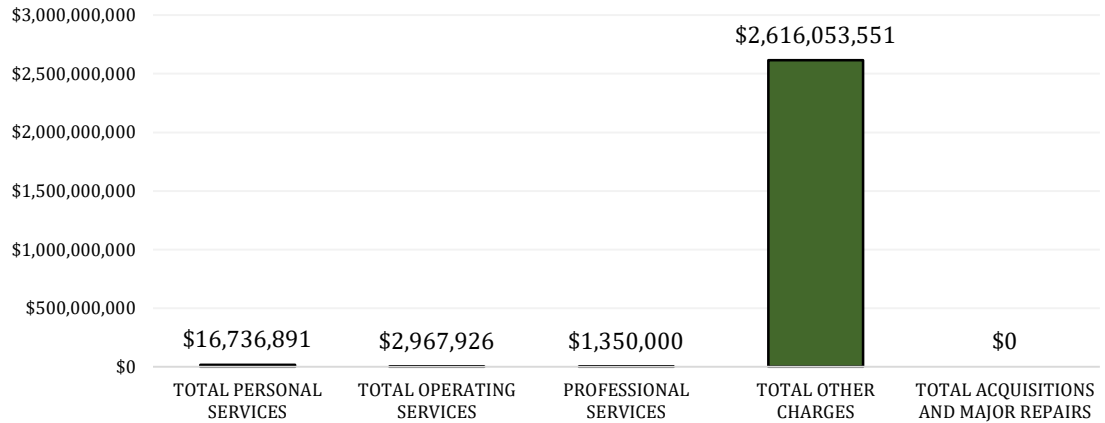 $3,000,000,000
$2,500,000,000
$2,000,000,000
$1,500,000,000
$1,000,000,000
$500,000,000
$0
$16,736,891
$2,967,926
$1,350,000
$2,616,053,551
$0
TOTAL PERSONAL
SERVICES
TOTAL OPERATING
SERVICES
PROFESSIONAL
SERVICES
TOTAL OTHER
CHARGES
TOTAL ACQUISITIONS
AND MAJOR REPAIRS